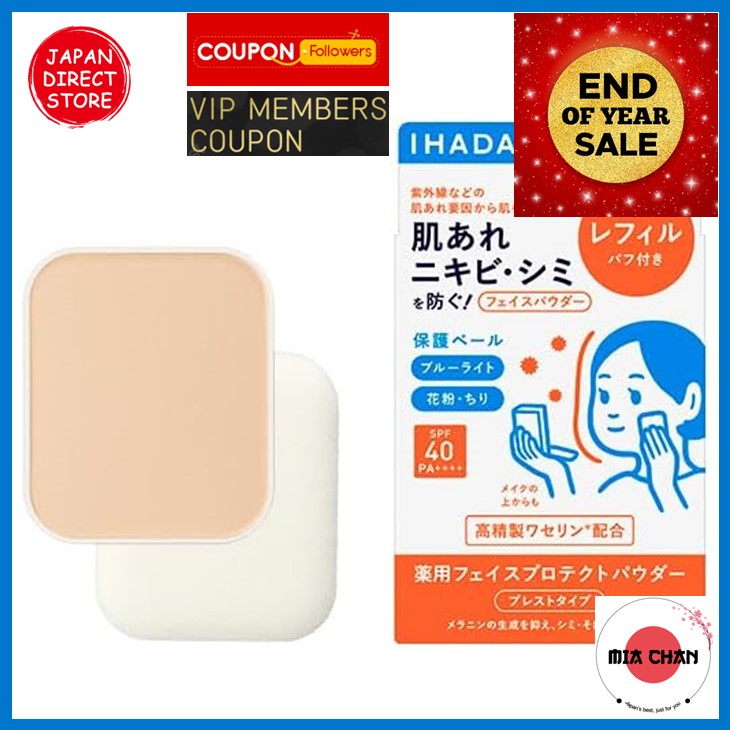 JAPAN
DIRECT
STORE
COUPON-Followers
VIP MEMBERS
COUPON
END
OF YEAR
SALE
IHADA
紫外線などの
肌あれ要因から肌
肌あれ
ニキビ・シミ
を防ぐ!
フェイスパウダー
レフィル
パフ付き
保護ベール
ブルーライト
花粉・ちり
SPF
40
PA++++
メイクの
上からも
高精製ワセリン*配合
薬用フェイスプロテクトパウダー
プレストタイプ
メラニンの生成を抑え、シミ・そ
MIA CHAN
Japan's best, just for you